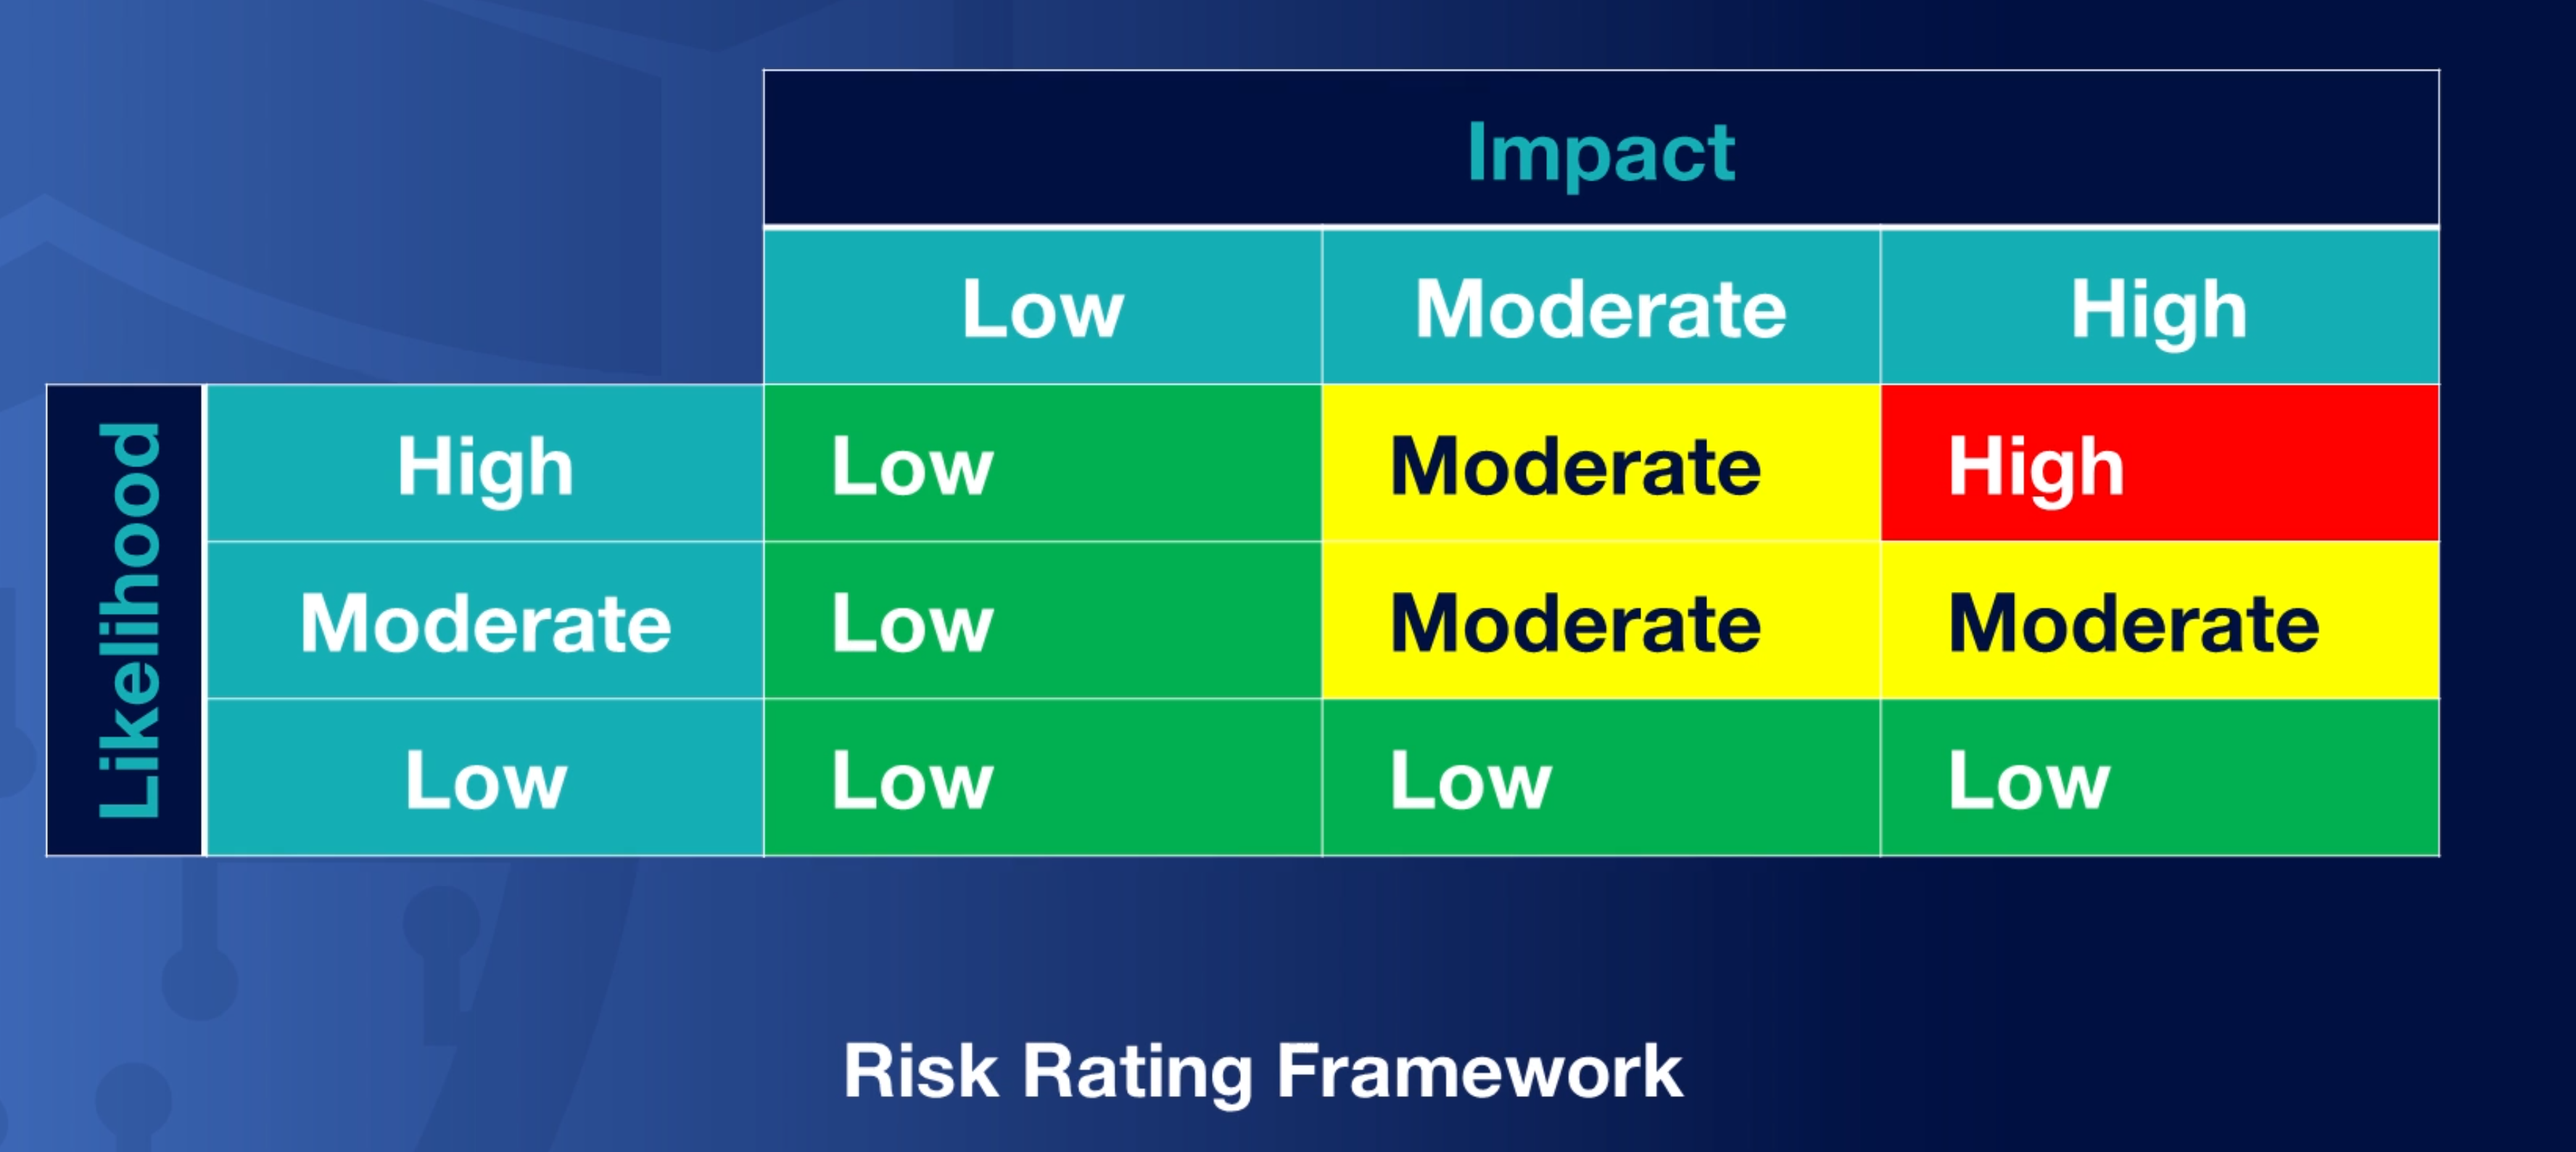 Impact
Low Moderate High
Likelihood
High Low Moderate High
Moderate Low Moderate Moderate
Low Low Low Low
Risk Rating Framework